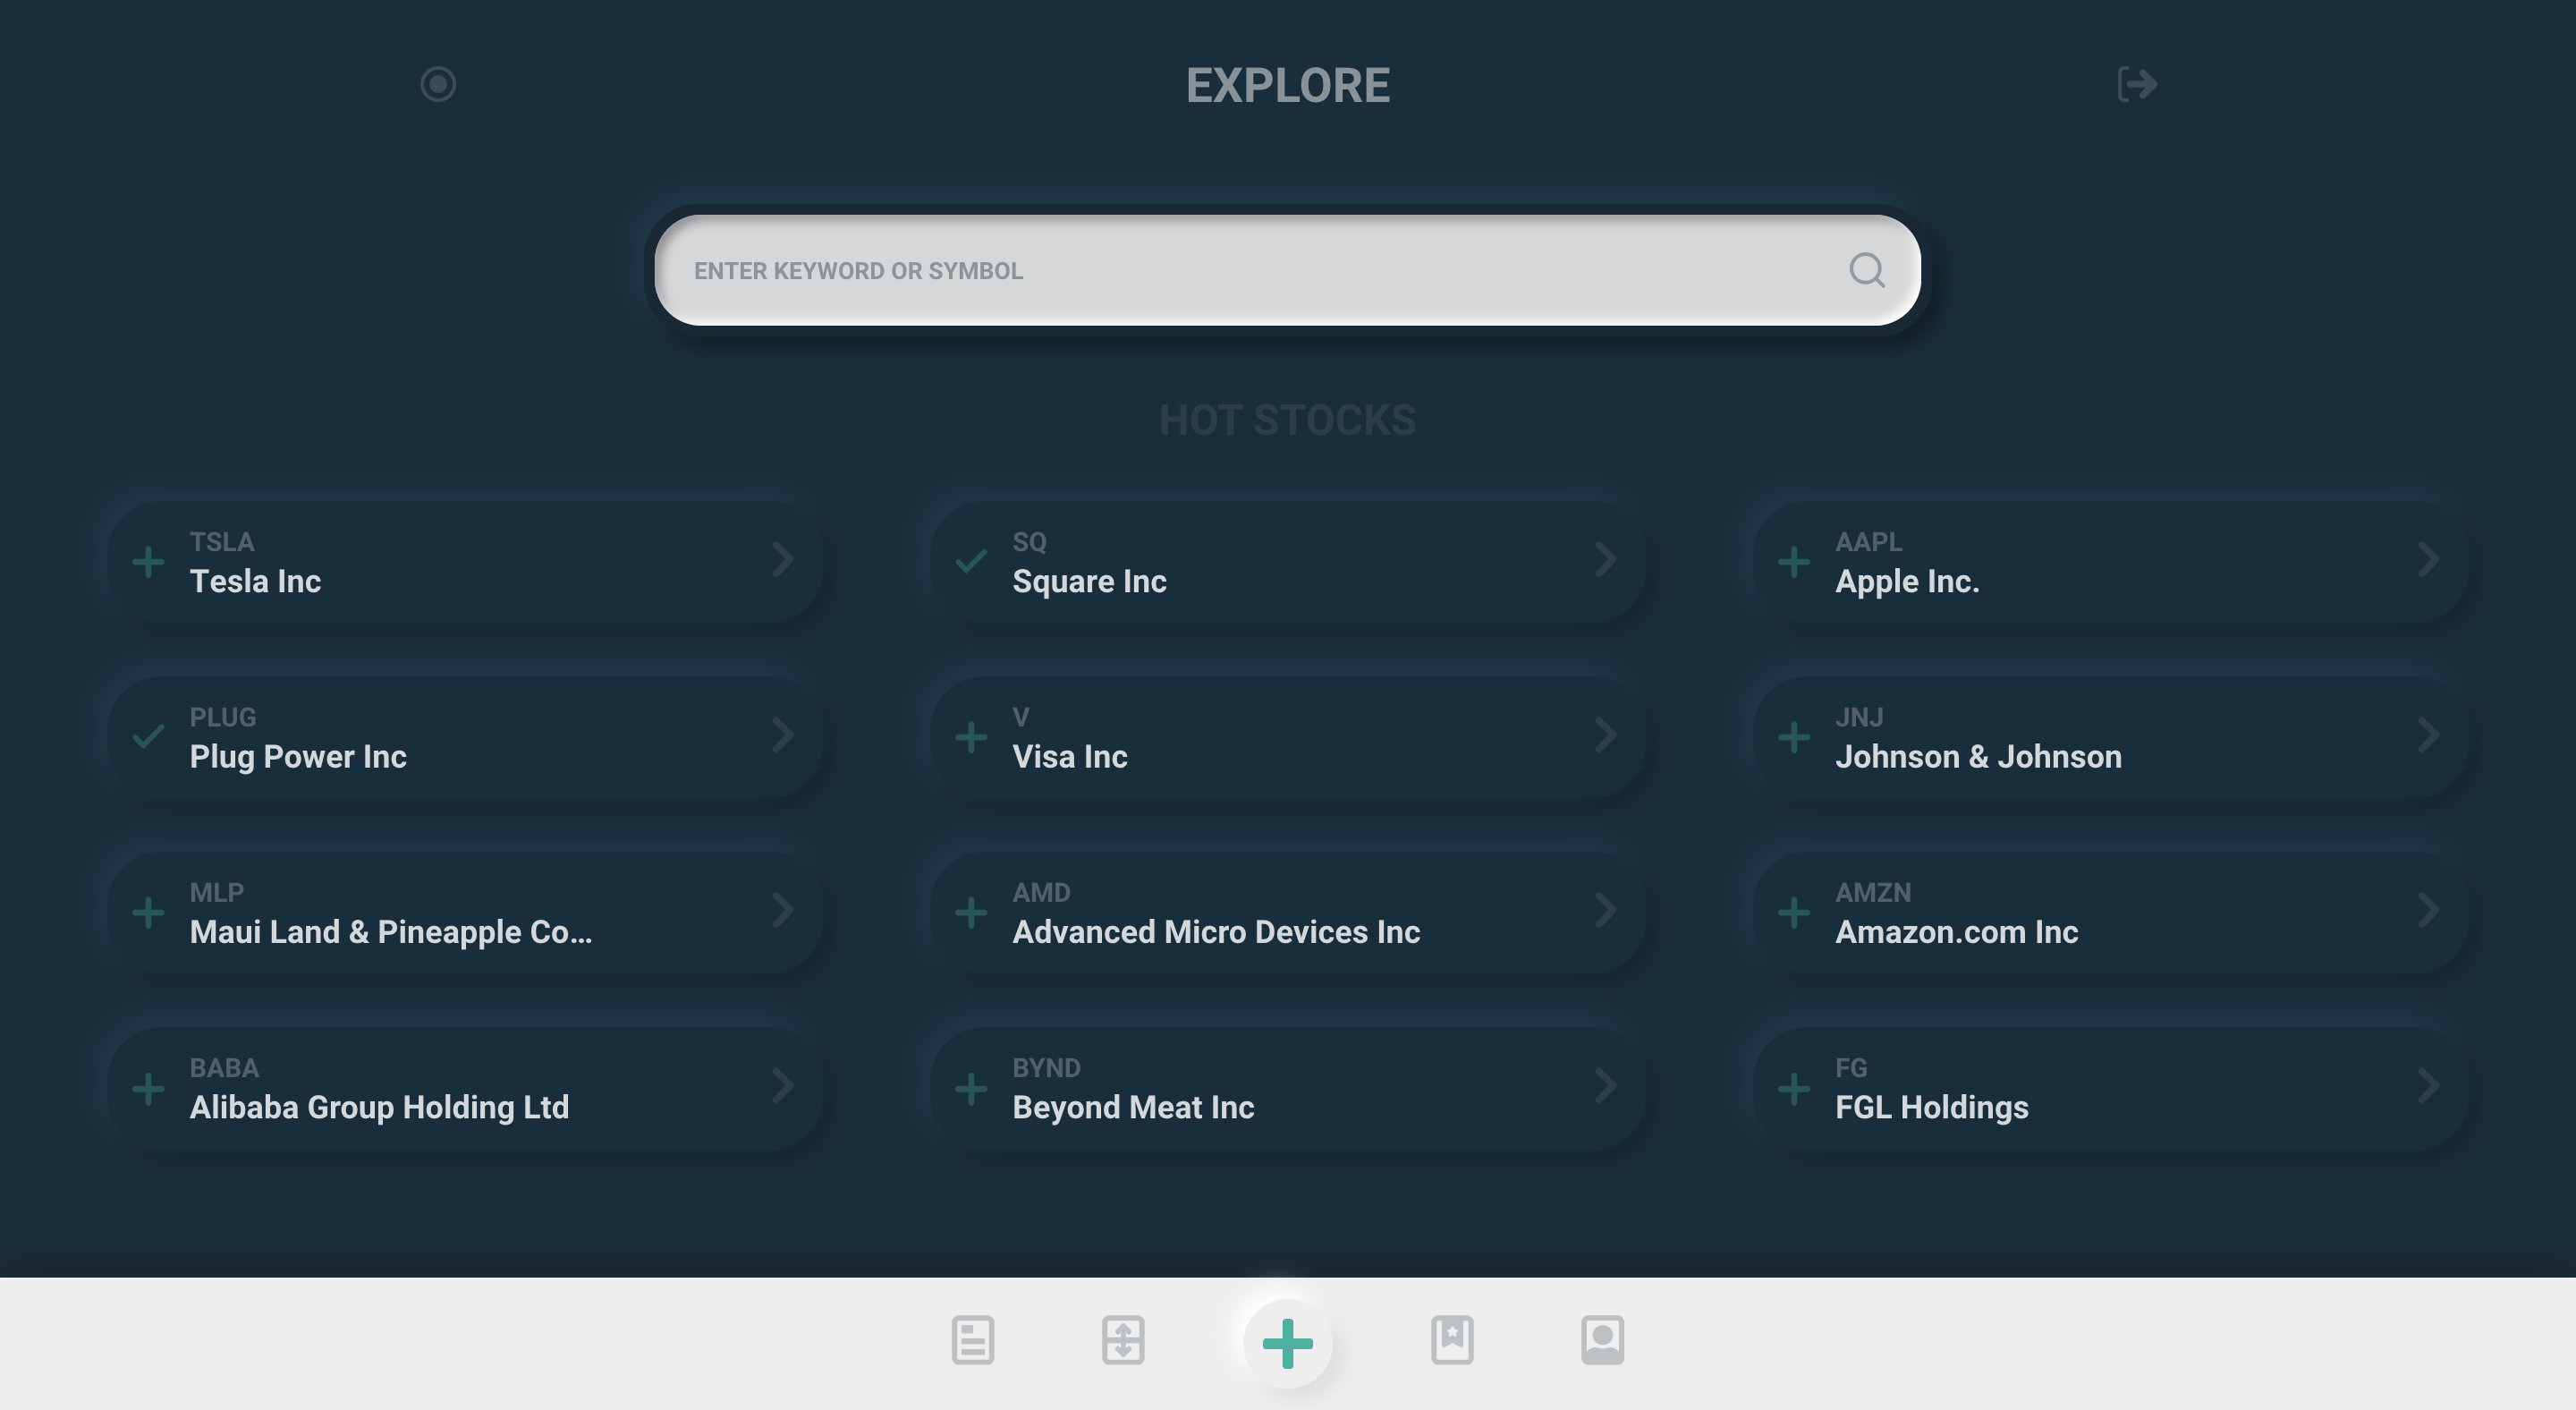 EXPLORE
ENTER KEYWORD OR SYMBOL
HOT STOCKS
TSLA
Tesla Inc
SQ
Square Inc
AAPL
Apple Inc.
PLUG
Plug Power Inc
V
Visa Inc
JNJ
Johnson & Johnson
MLP
Maui Land & Pineapple Co...
AMD
Advanced Micro Devices Inc
AMZN
Amazon.com Inc
BABA
Alibaba Group Holding Ltd
BYND
Beyond Meat Inc
FG
FGL Holdings